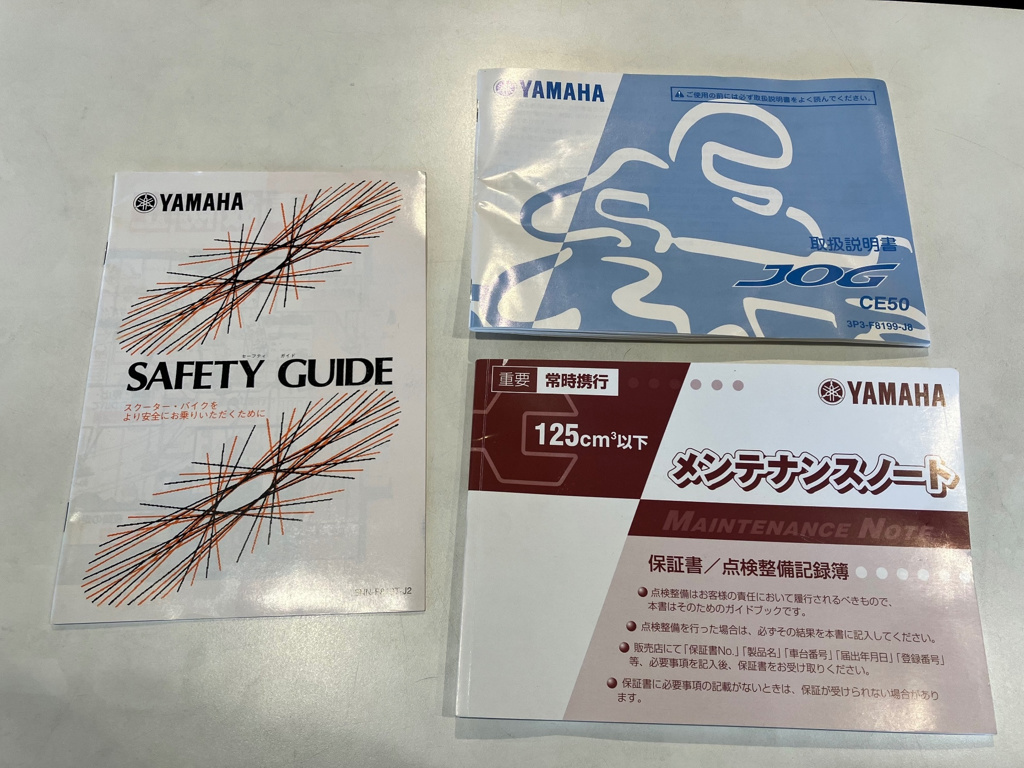 YAMAHA
セーフティ ガイド
SAFETY GUIDE
スクーター・バイクを
より安全にお乗りいただくために
YAMAHA
ご使用の前には必ず取扱説明書をよく読んでください。
取扱説明書
JOG
CE50
3P3-F8199-J8
重要 常時携行
YAMAHA
125cm³以下
メンテナンスノート
MAINTENANCE NOTE
保証書／点検整備記録簿
点検整備はお客様の責任において履行されるべきもので、
本書はそのためのガイドブックです。
点検整備を行った場合は、必ずその結果を本書に記入してください。
販売店にて「保証書No.」「製品名」「車台番号」「届出年月日」「登録番号」
等、必要事項を記入後、保証書をお受け取りください。
保証書に必要事項の記載がないときは、保証が受けられない場合があり
ます。